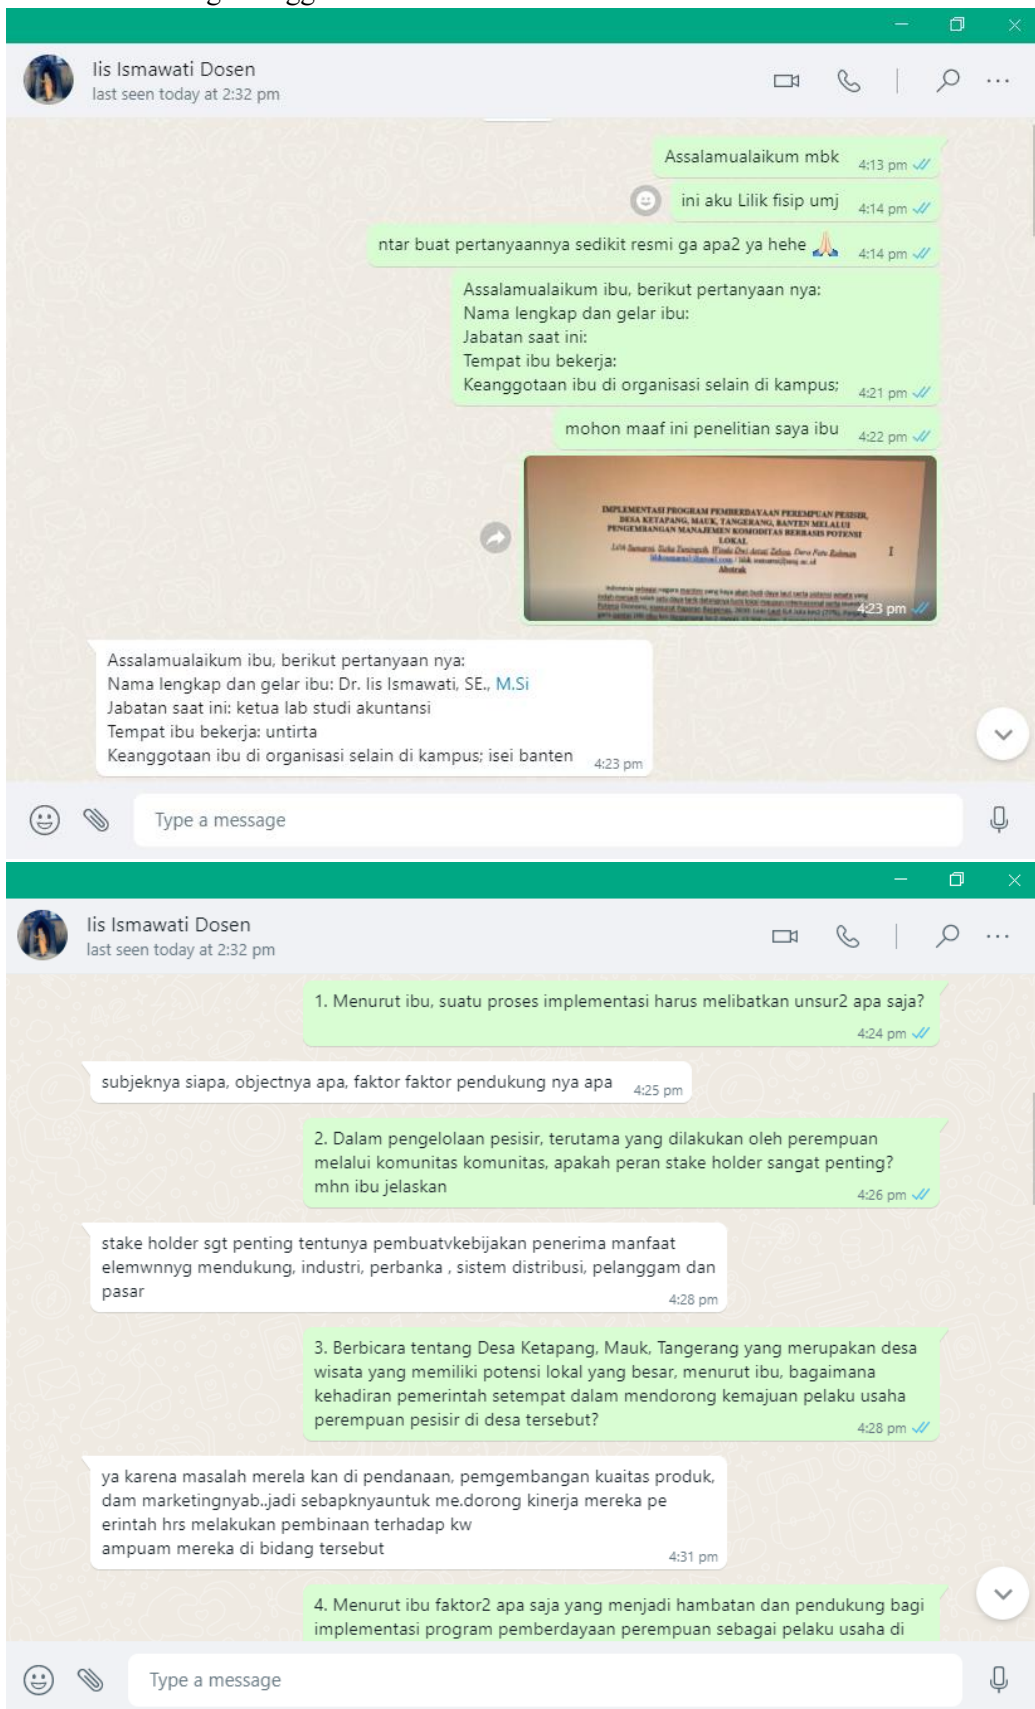 Iis Ismawati Dosen
last seen today at 2:32 pm
Assalamualaikum mbk 4:13 pm
ini aku Lilik fisip umj 4:14 pm
ntar buat pertanyaannya sedikit resmi ga apa2 ya hehe 🙏🏻 4:14 pm
Assalamualaikum ibu, berikut pertanyaan nya:
Nama lengkap dan gelar ibu:
Jabatan saat ini:
Tempat ibu bekerja:
Keanggotaan ibu di organisasi selain di kampus; 4:21 pm
mohon maaf ini penelitian saya ibu 4:22 pm
IMPLEMENTASI PROGRAM PEMBERDAYAAN PEREMPUAN PESISIR,
DESA KETAPANG, MAUK, TANGERANG, BANTEN MELALUI
PENGEMBANGAN MANAJEMEN KOMODITAS BERBASIS POTENSI
LOKAL
Abstrak
4:23 pm
Assalamualaikum ibu, berikut pertanyaan nya:
Nama lengkap dan gelar ibu: Dr. Iis Ismawati, SE., M.Si
Jabatan saat ini: ketua lab studi akuntansi
Tempat ibu bekerja: untirta
Keanggotaan ibu di organisasi selain di kampus; isei banten 4:23 pm
Type a message
Iis Ismawati Dosen
last seen today at 2:32 pm
1. Menurut ibu, suatu proses implementasi harus melibatkan unsur2 apa saja?
4:24 pm
subjeknya siapa, objectnya apa, faktor faktor pendukung nya apa 4:25 pm
2. Dalam pengelolaan pesisir, terutama yang dilakukan oleh perempuan
melalui komunitas komunitas, apakah peran stake holder sangat penting?
mhn ibu jelaskan 4:26 pm
stake holder sgt penting tentunya pembuatvkebijakan penerima manfaat
elemwnnyg mendukung, industri, perbanka , sistem distribusi, pelanggam dan
pasar 4:28 pm
3. Berbicara tentang Desa Ketapang, Mauk, Tangerang yang merupakan desa
wisata yang memiliki potensi lokal yang besar, menurut ibu, bagaimana
kehadiran pemerintah setempat dalam mendorong kemajuan pelaku usaha
perempuan pesisir di desa tersebut? 4:28 pm
ya karena masalah merela kan di pendanaan, pemgembangan kuaitas produk,
dam marketingnyab..jadi sebapknyauntuk me.dorong kinerja mereka pe
erintah hrs melakukan pembinaan terhadap kw
ampuam mereka di bidang tersebut 4:31 pm
4. Menurut ibu faktor2 apa saja yang menjadi hambatan dan pendukung bagi
implementasi program pemberdayaan perempuan sebagai pelaku usaha di
Type a message